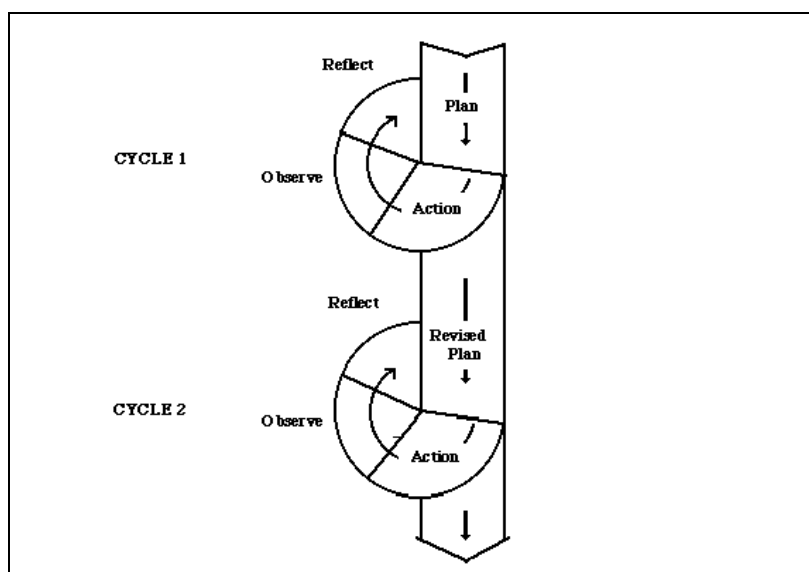 Reflect
Plan
CYCLE 1
Observe
Action
Reflect
Revised
Plan
CYCLE 2
Observe
Action